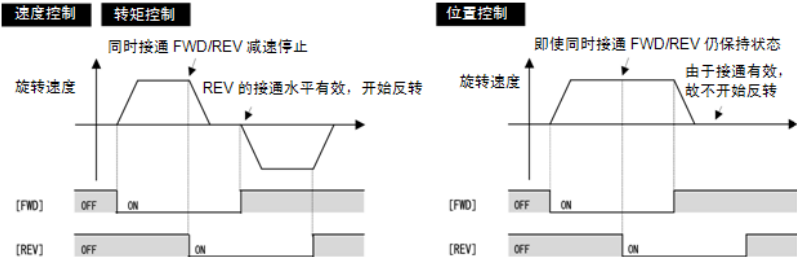 速度控制 转矩控制
同时接通 FWD/REV 减速停止
旋转速度
REV 的接通水平有效，开始反转
[FWD] OFF ON
[REV] OFF ON
位置控制
即使同时接通 FWD/REV 仍保持状态
旋转速度
由于接通有效，
故不开始反转
[FWD] OFF ON
[REV] OFF ON